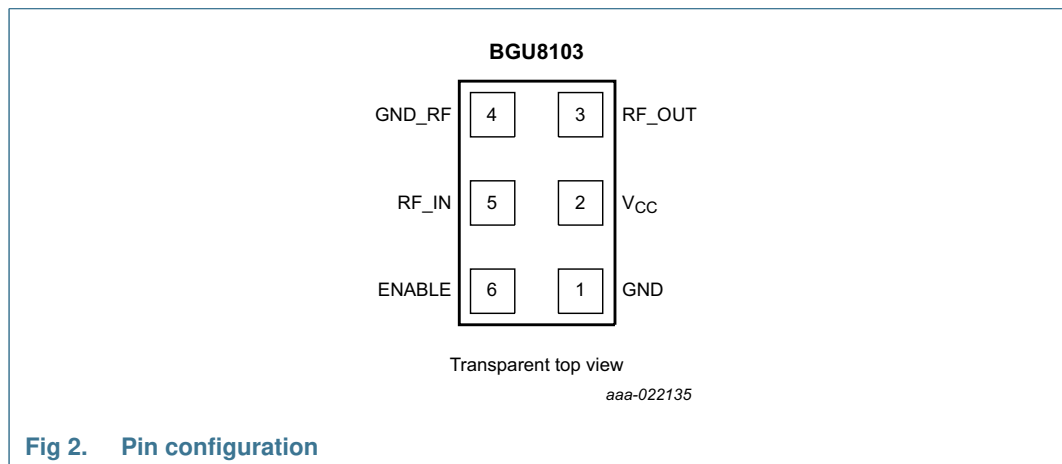 BGU8103
GND_RF 4 3 RF_OUT
RF_IN 5 2 VCC
ENABLE 6 1 GND
Transparent top view
aaa-022135
Fig 2. Pin configuration